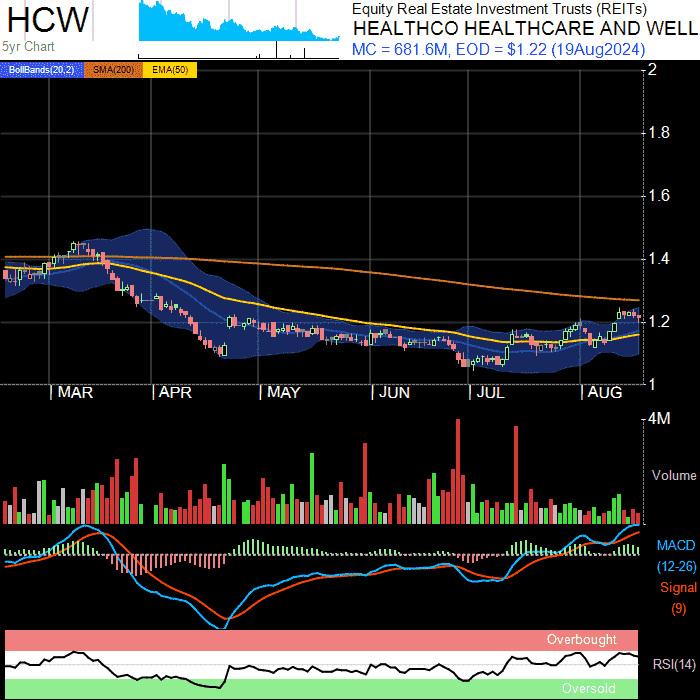 HCW
5yr Chart
Equity Real Estate Investment Trusts (REITs)
HEALTHCO HEALTHCARE AND WELL
MC = 681.6M, EOD = $1.22 (19Aug2024)
BollBands(20,2) SMA(200) EMA(50)
2
1.8
1.6
1.4
1.2
1
MAR APR MAY JUN JUL AUG
4M
Volume
MACD
(12-26)
Signal
(9)
Overbought
RSI(14)
Oversold